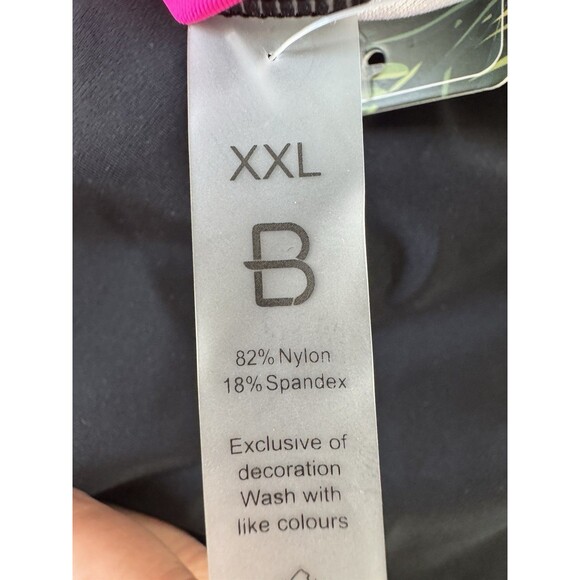 XXL
B
82% Nylon
18% Spandex
Exclusive of
decoration
Wash with
like colours